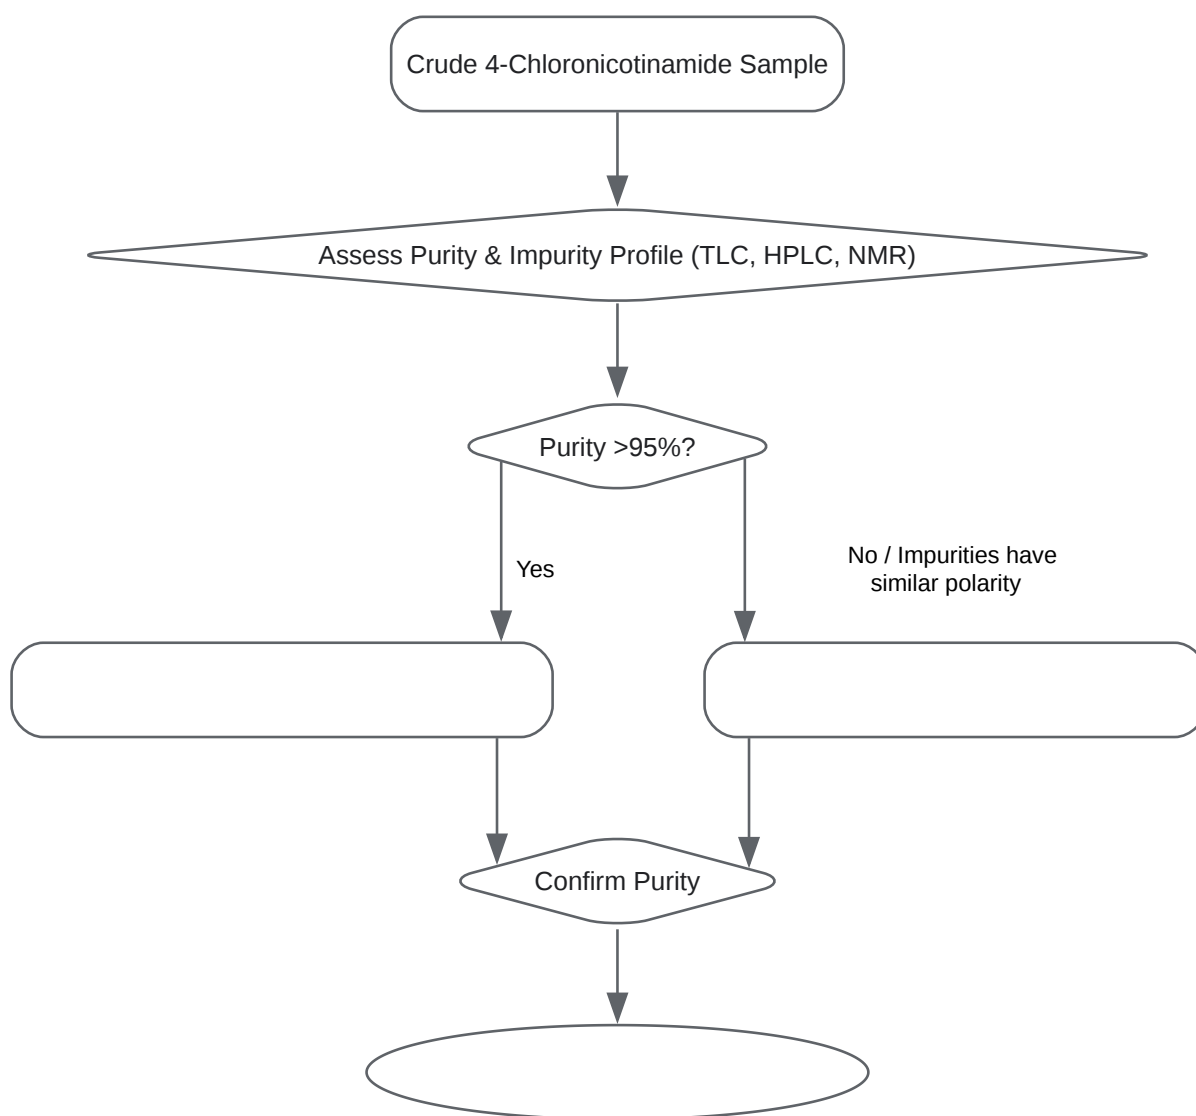 Crude 4-Chloronicotinamide Sample
Assess Purity & Impurity Profile (TLC, HPLC, NMR)
Purity >95%?
Yes
No / Impurities have
similar polarity
Confirm Purity